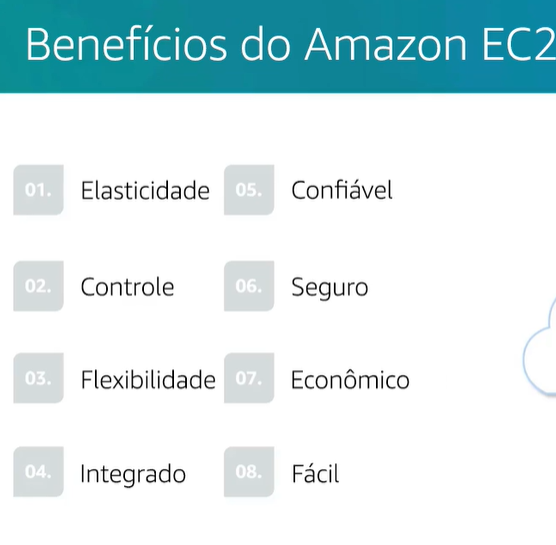 Benefícios do Amazon EC2
01. Elasticidade
02. Controle
03. Flexibilidade
04. Integrado
05. Confiável
06. Seguro
07. Econômico
08. Fácil